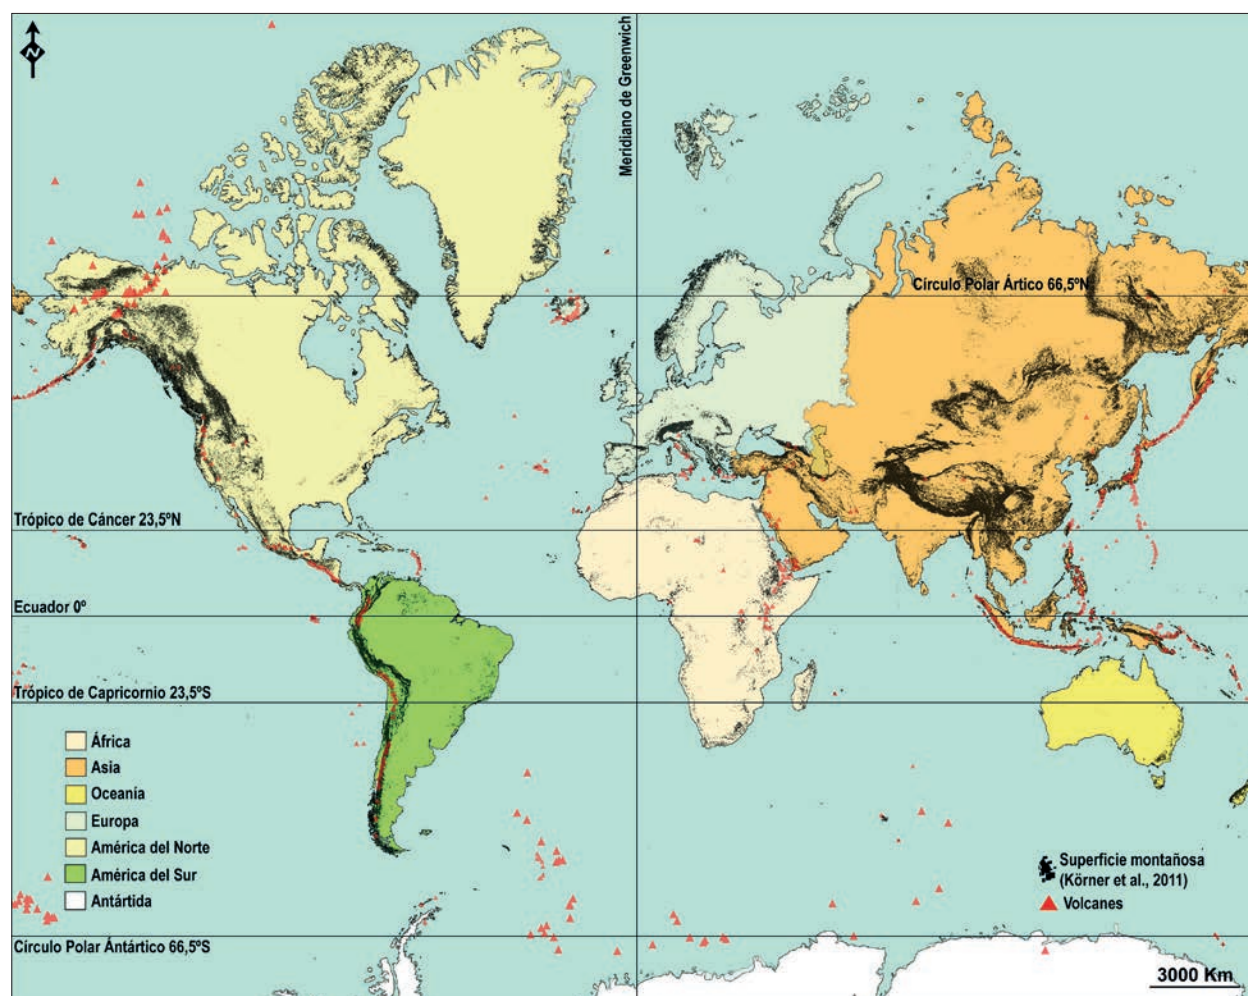 N
Meridiano de Greenwich
Círculo Polar Ártico 66,5ºN
Trópico de Cáncer 23,5ºN
Ecuador 0º
Trópico de Capricornio 23,5ºS
África
Asia
Oceanía
Europa
América del Norte
América del Sur
Antártida
Superficie montañosa
(Körner et al., 2011)
Volcanes
Círculo Polar Ántártico 66,5ºS
3000 Km